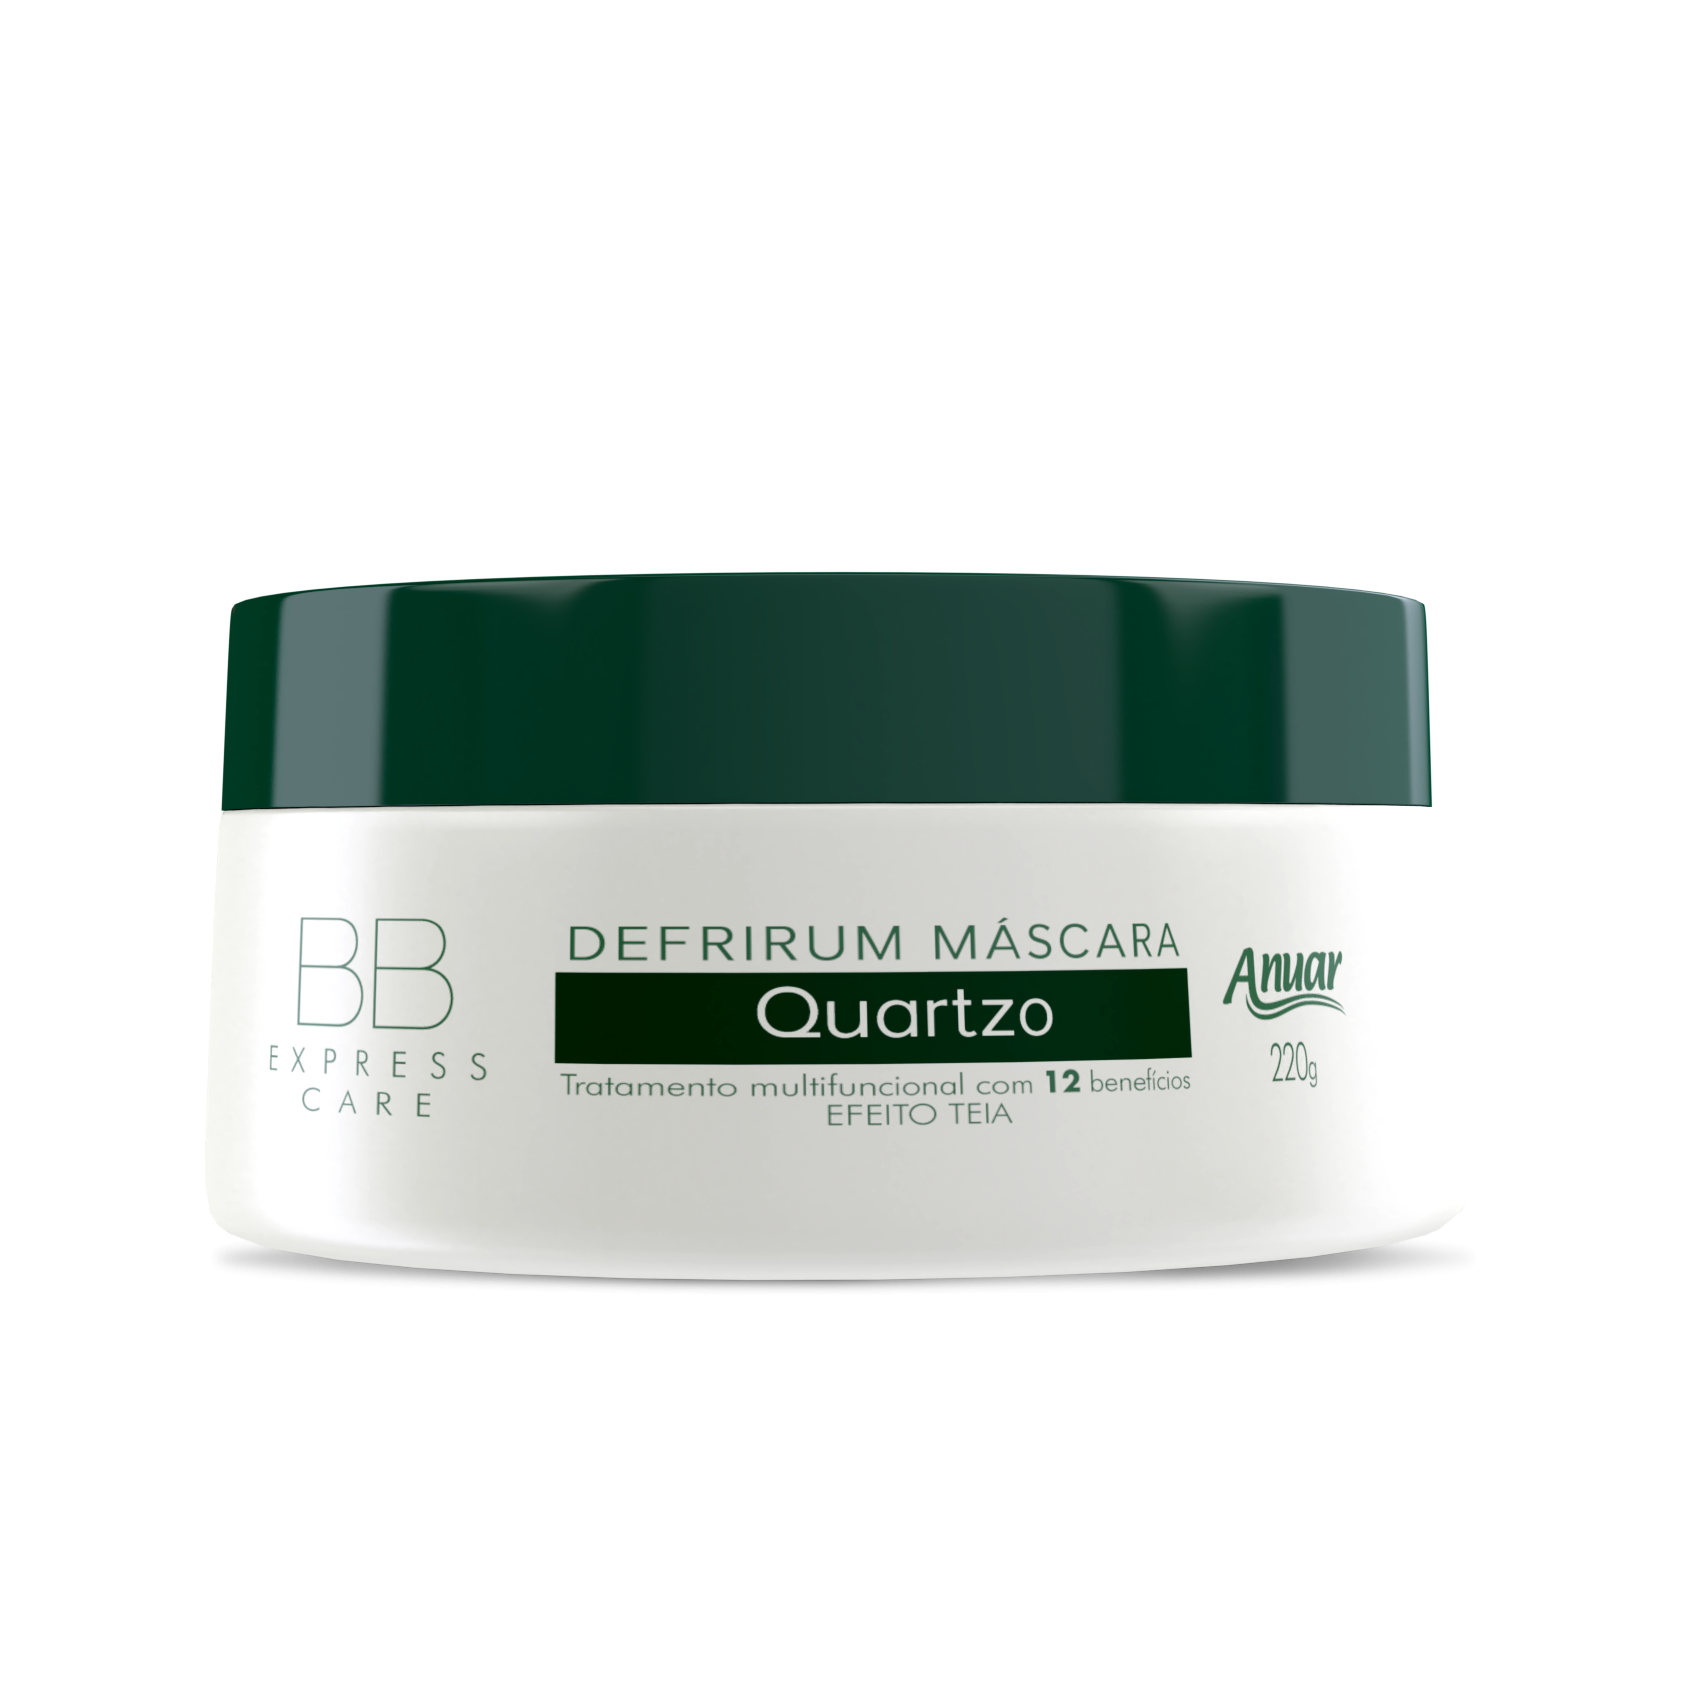 BB
EXPRESS
CARE
DEFRIRUM MÁSCARA
Quartzo
Tratamento multifuncional com 12 benefícios
EFEITO TEIA
Anuar
220g